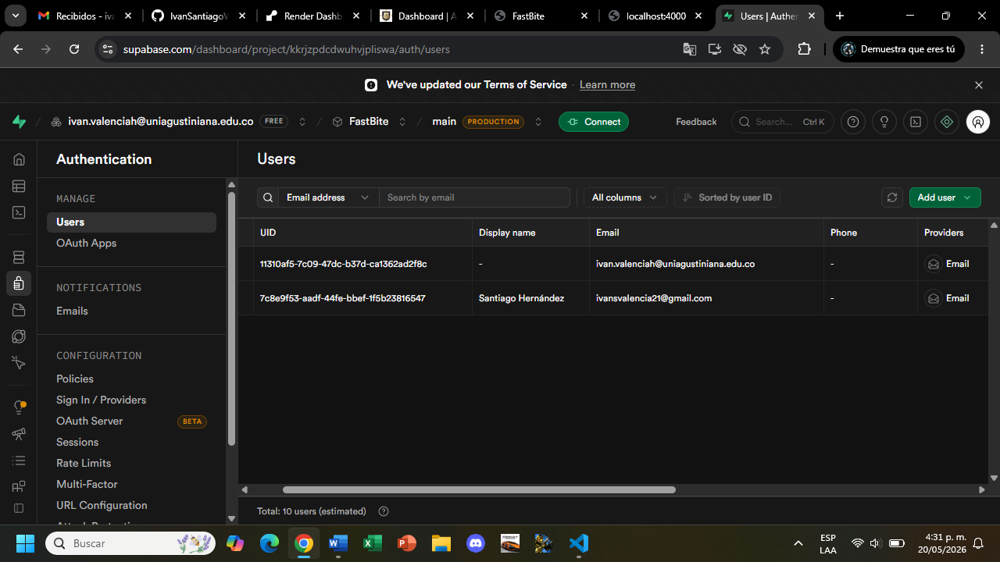 Recibidos - iva
IvanSantiagoV
Render Dashb
Dashboard | A
FastBite
localhost:4000
Users | Authen
supabase.com/dashboard/project/kkrjzpdcdwuhvjpliswa/auth/users
Demuestra que eres tú
We've updated our Terms of Service · Learn more
ivan.valenciah@uniagustiniana.edu.co FREE / FastBite / main PRODUCTION Connect Feedback Search... Ctrl K
Authentication
Users
MANAGE
Users
OAuth Apps
NOTIFICATIONS
Emails
CONFIGURATION
Policies
Sign In / Providers
OAuth Server BETA
Sessions
Rate Limits
Multi-Factor
URL Configuration
Email address Search by email All columns Sorted by user ID Add user
UID Display name Email Phone Providers
11310af5-7c09-47dc-b37d-ca1362ad2f8c - ivan.valenciah@uniagustiniana.edu.co - Email
7c8e9f53-aadf-44fe-bbef-1f5b23816547 Santiago Hernández ivansvalencia21@gmail.com - Email
Total: 10 users (estimated)
Buscar
ESP
LAA
4:31 p. m.
20/05/2026